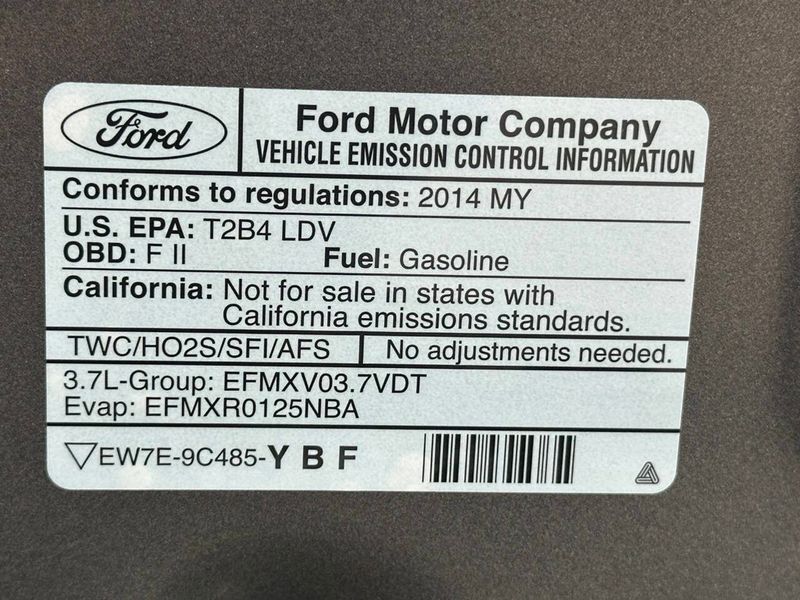 Ford
Ford Motor Company
VEHICLE EMISSION CONTROL INFORMATION
Conforms to regulations: 2014 MY
U.S. EPA: T2B4 LDV
OBD: F II Fuel: Gasoline
California: Not for sale in states with
California emissions standards.
TWC/HO2S/SFI/AFS No adjustments needed.
3.7L-Group: EFMXV03.7VDT
Evap: EFMXR0125NBA
EW7E-9C485-Y B F